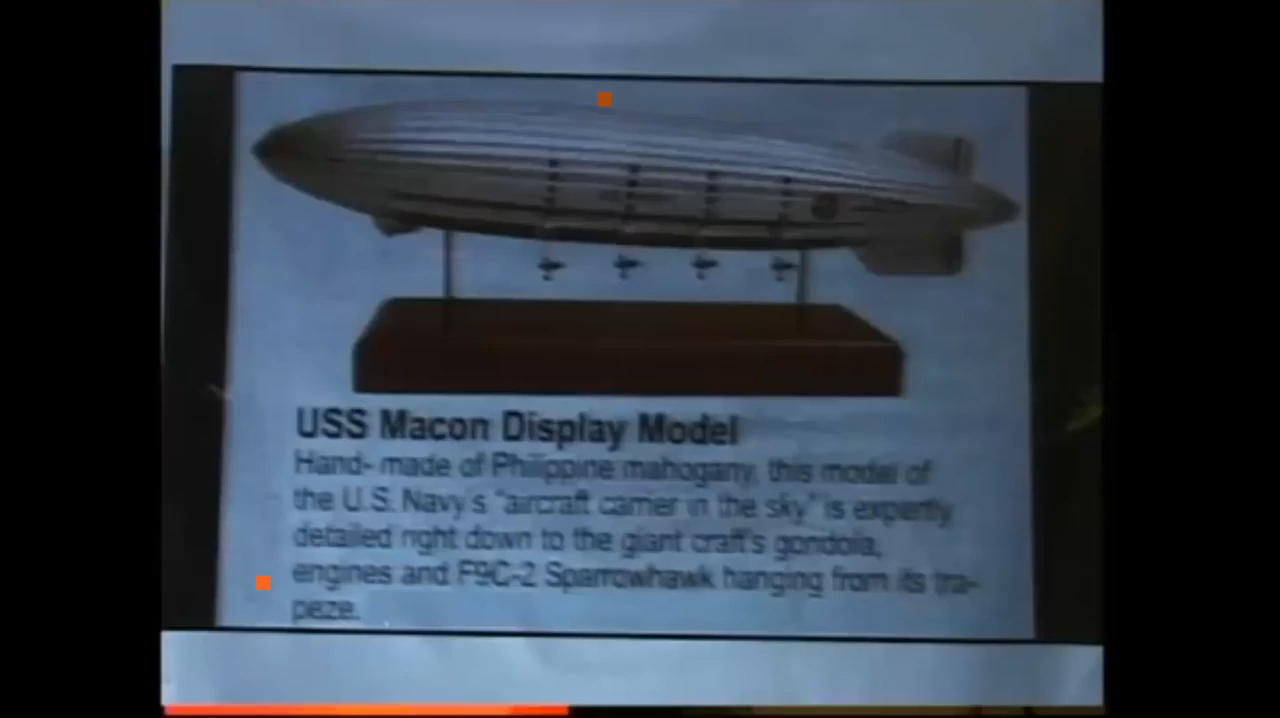 USS Macon Display Model
Hand- made of Philippine mahogany, this model of
the U.S. Navy's "aircraft carrier in the sky" is expertly
detailed right down to the giant craft's gondola,
engines and F9C-2 Sparrowhawk hanging from its tra-
peze.